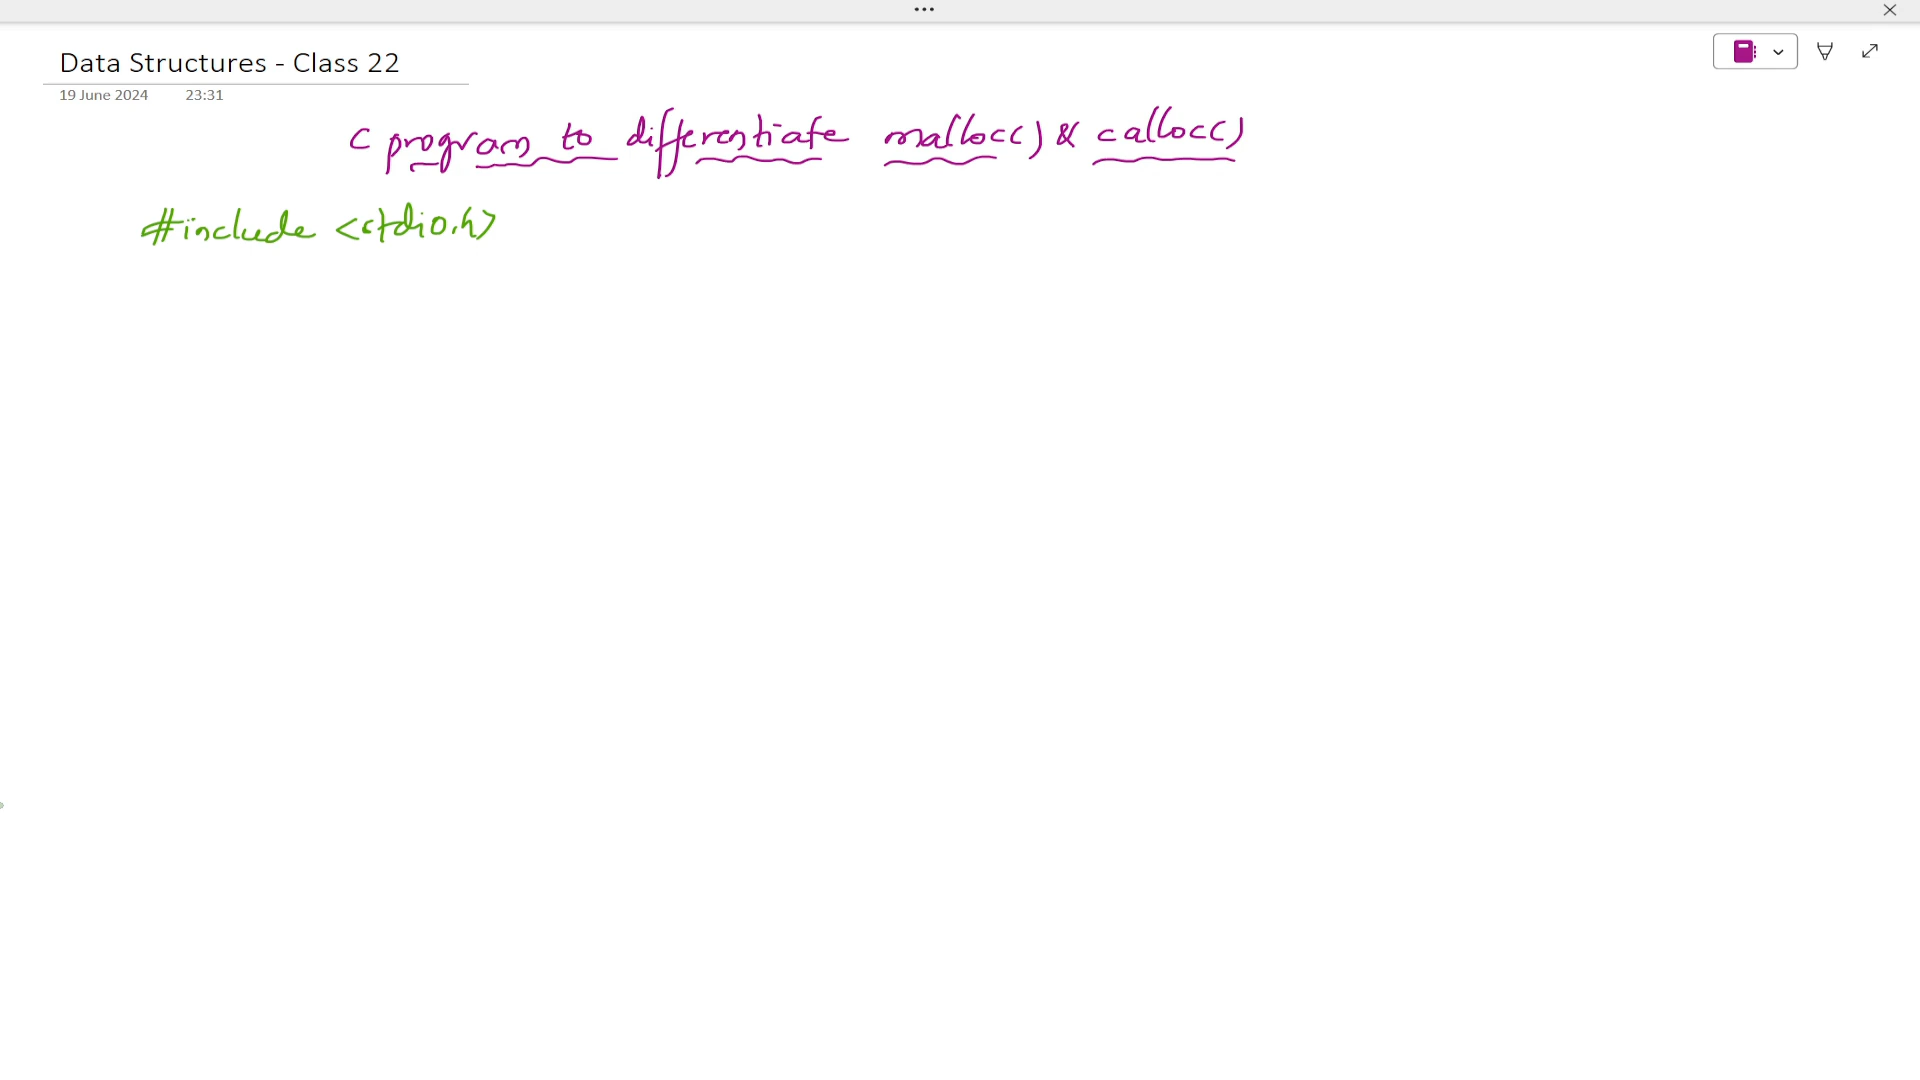 Data Structures - Class 22
19 June 2024 23:31
C program to differentiate malloc() & calloc()
#include <stdio.h>